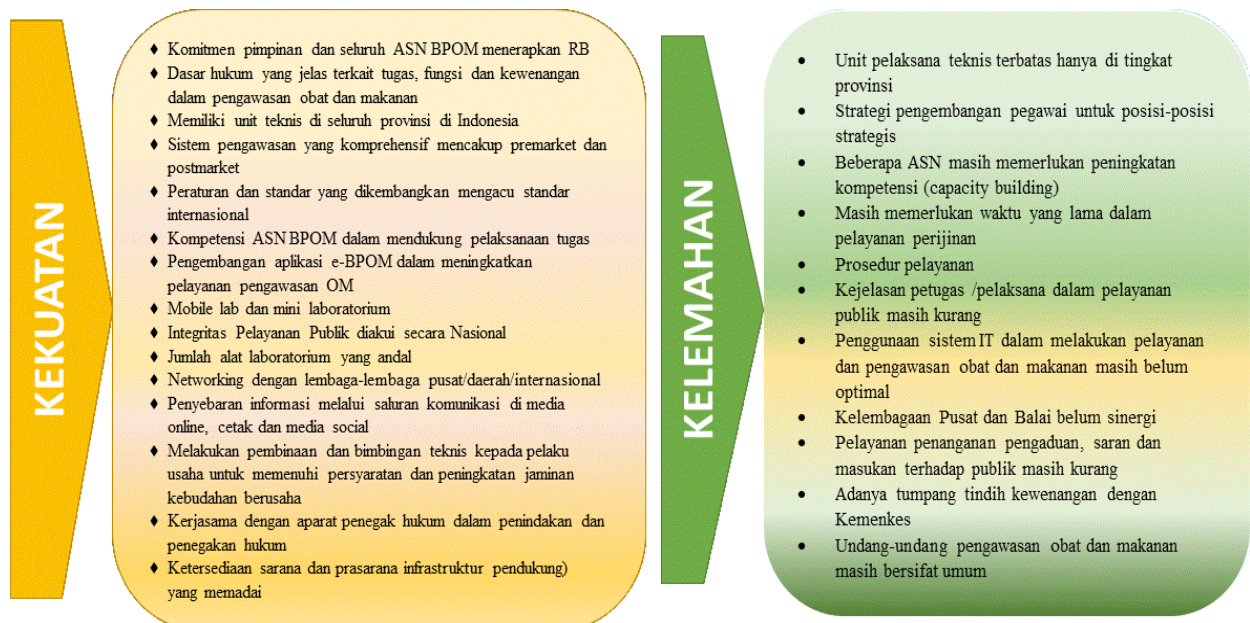 KEKUATAN
♦ Komitmen pimpinan dan seluruh ASN BPOM menerapkan RB
♦ Dasar hukum yang jelas terkait tugas, fungsi dan kewenangan
dalam pengawasan obat dan makanan
♦ Memiliki unit teknis di seluruh provinsi di Indonesia
♦ Sistem pengawasan yang komprehensif mencakup premarket dan
postmarket
♦ Peraturan dan standar yang dikembangkan mengacu standar
internasional
♦ Kompetensi ASN BPOM dalam mendukung pelaksanaan tugas
♦ Pengembangan aplikasi e-BPOM dalam meningkatkan
pelayanan pengawasan OM
♦ Mobile lab dan mini laboratorium
♦ Integritas Pelayanan Publik diakui secara Nasional
♦ Jumlah alat laboratorium yang andal
♦ Networking dengan lembaga-lembaga pusat/daerah/internasional
♦ Penyebaran informasi melalui saluran komunikasi di media
online, cetak dan media social
♦ Melakukan pembinaan dan bimbingan teknis kepada pelaku
usaha untuk memenuhi persyaratan dan peningkatan jaminan
kebudahan berusaha
♦ Kerjasama dengan aparat penegak hukum dalam penindakan dan
penegakan hukum
♦ Ketersediaan sarana dan prasarana infrastruktur pendukung)
yang memadai
KELEMAHAN
• Unit pelaksana teknis terbatas hanya di tingkat
provinsi
• Strategi pengembangan pegawai untuk posisi-posisi
strategis
• Beberapa ASN masih memerlukan peningkatan
kompetensi (capacity building)
• Masih memerlukan waktu yang lama dalam
pelayanan perijinan
• Prosedur pelayanan
• Kejelasan petugas /pelaksana dalam pelayanan
publik masih kurang
• Penggunaan sistem IT dalam melakukan pelayanan
dan pengawasan obat dan makanan masih belum
optimal
• Kelembagaan Pusat dan Balai belum sinergi
• Pelayanan penanganan pengaduan, saran dan
masukan terhadap publik masih kurang
• Adanya tumpang tindih kewenangan dengan
Kemenkes
• Undang-undang pengawasan obat dan makanan
masih bersifat umum